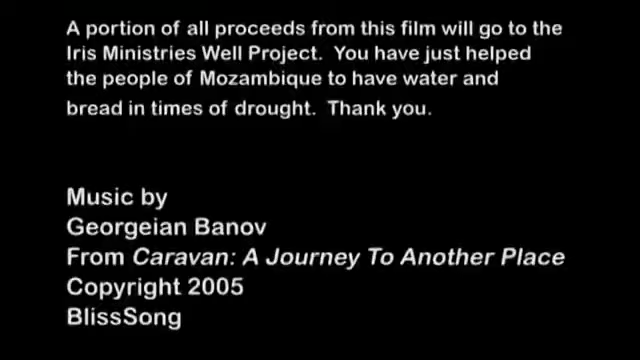 A portion of all proceeds from this film will go to the
Iris Ministries Well Project.  You have just helped
the people of Mozambique to have water and
bread in times of drought.  Thank you.
Music by
Georgeian Banov
From Caravan: A Journey To Another Place
Copyright 2005
BlissSong